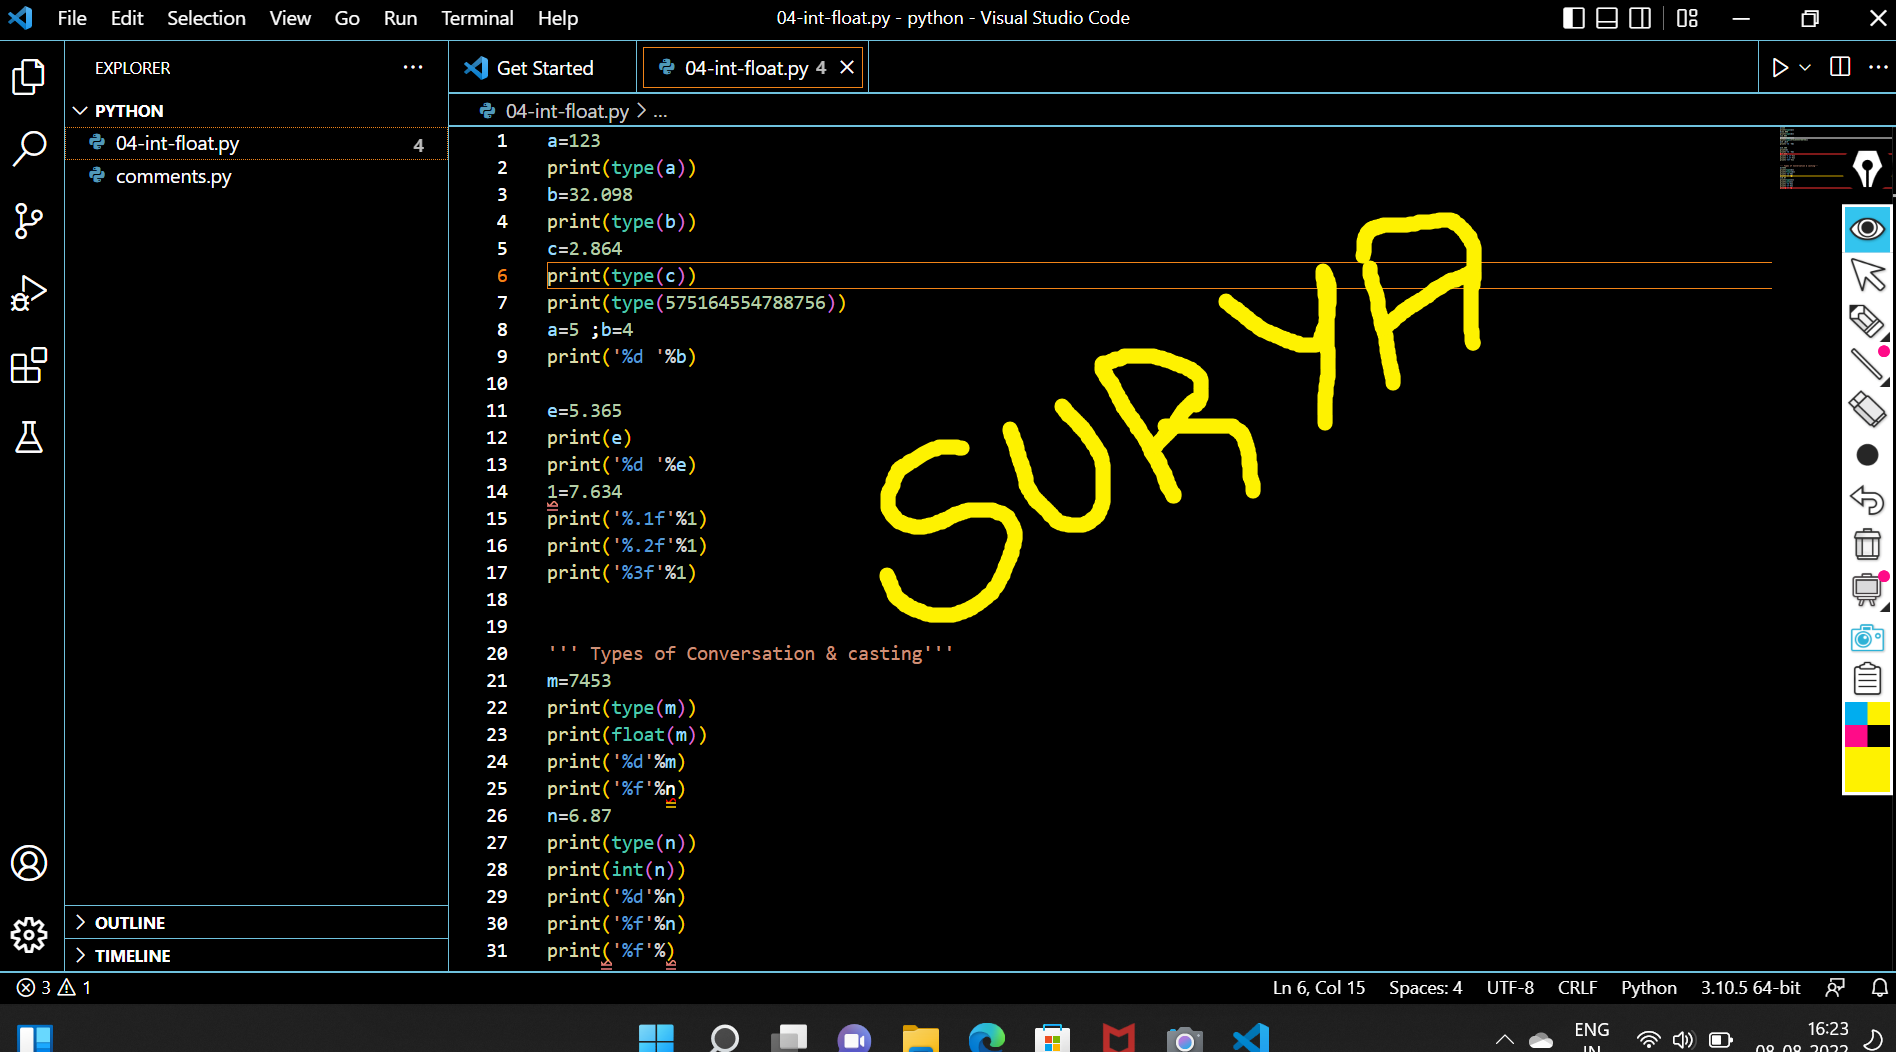 File Edit Selection View Go Run Terminal Help 04-int-float.py - python - Visual Studio Code
EXPLORER ···
Get Started 04-int-float.py 4
PYTHON
04-int-float.py 4
comments.py
04-int-float.py > ...
1 a=123
2 print(type(a))
3 b=32.098
4 print(type(b))
5 c=2.864
6 print(type(c))
7 print(type(575164554788756))
8 a=5 ;b=4
9 print('%d '%b)
10
11 e=5.365
12 print(e)
13 print('%d '%e)
14 1=7.634
15 print('%.1f'%1)
16 print('%.2f'%1)
17 print('%3f'%1)
18
19
20 ''' Types of Conversation & casting'''
21 m=7453
22 print(type(m))
23 print(float(m))
24 print('%d'%m)
25 print('%f'%n)
26 n=6.87
27 print(type(n))
28 print(int(n))
29 print('%d'%n)
30 print('%f'%n)
31 print('%f'%)
SURYA
OUTLINE
TIMELINE
3 1 Ln 6, Col 15 Spaces: 4 UTF-8 CRLF Python 3.10.5 64-bit
ENG 16:23
IN 08-08-2022